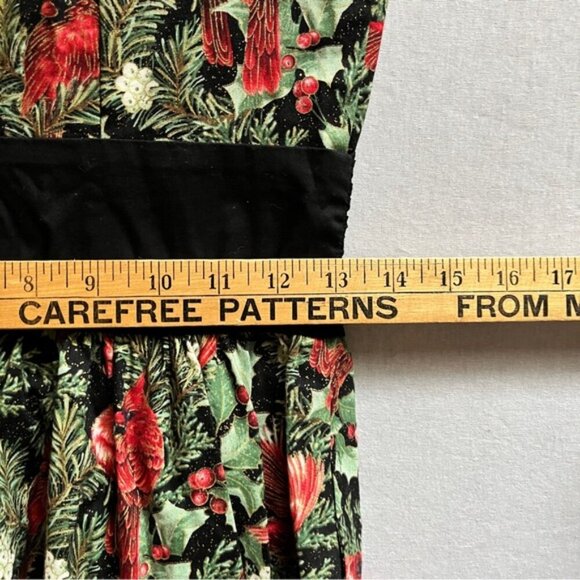 8 9 10 11 12 13 14 15 16 17
CAREFREE PATTERNS FROM M